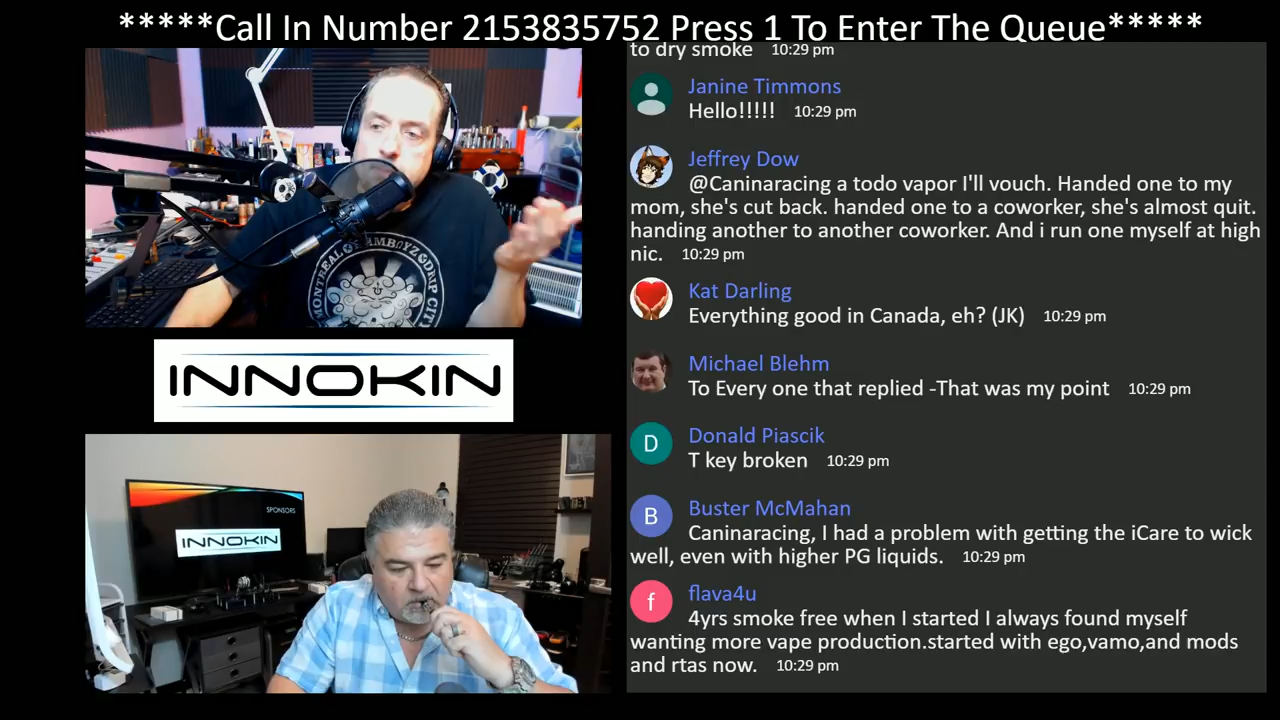 *****Call In Number 2153835752 Press 1 To Enter The Queue*****
to dry smoke 10:29 pm
Janine Timmons
Hello!!!!! 10:29 pm
Jeffrey Dow
@Caninaracing a todo vapor I'll vouch. Handed one to my
mom, she's cut back. handed one to a coworker, she's almost quit.
handing another to another coworker. And i run one myself at high
nic. 10:29 pm
Kat Darling
Everything good in Canada, eh? (JK) 10:29 pm
Michael Blehm
To Every one that replied -That was my point 10:29 pm
D
Donald Piascik
T key broken 10:29 pm
B
Buster McMahan
Caninaracing, I had a problem with getting the iCare to wick
well, even with higher PG liquids. 10:29 pm
f
flava4u
4yrs smoke free when I started I always found myself
wanting more vape production.started with ego,vamo,and mods
and rtas now. 10:29 pm
MONTREAL
DRIP CITY
INNOKIN
SPONSORS
INNOKIN